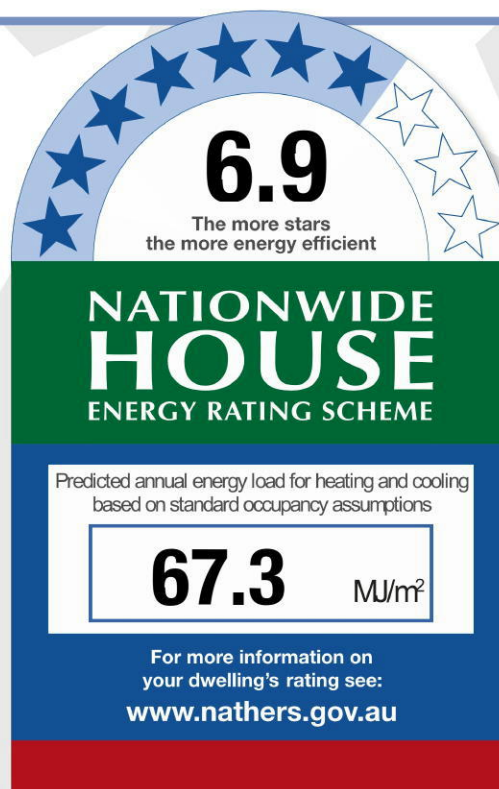 6.9
The more stars
the more energy efficient
NATIONWIDE
HOUSE
ENERGY RATING SCHEME
Predicted annual energy load for heating and cooling
based on standard occupancy assumptions
67.3 MJ/m²
For more information on
your dwelling's rating see:
www.nathers.gov.au